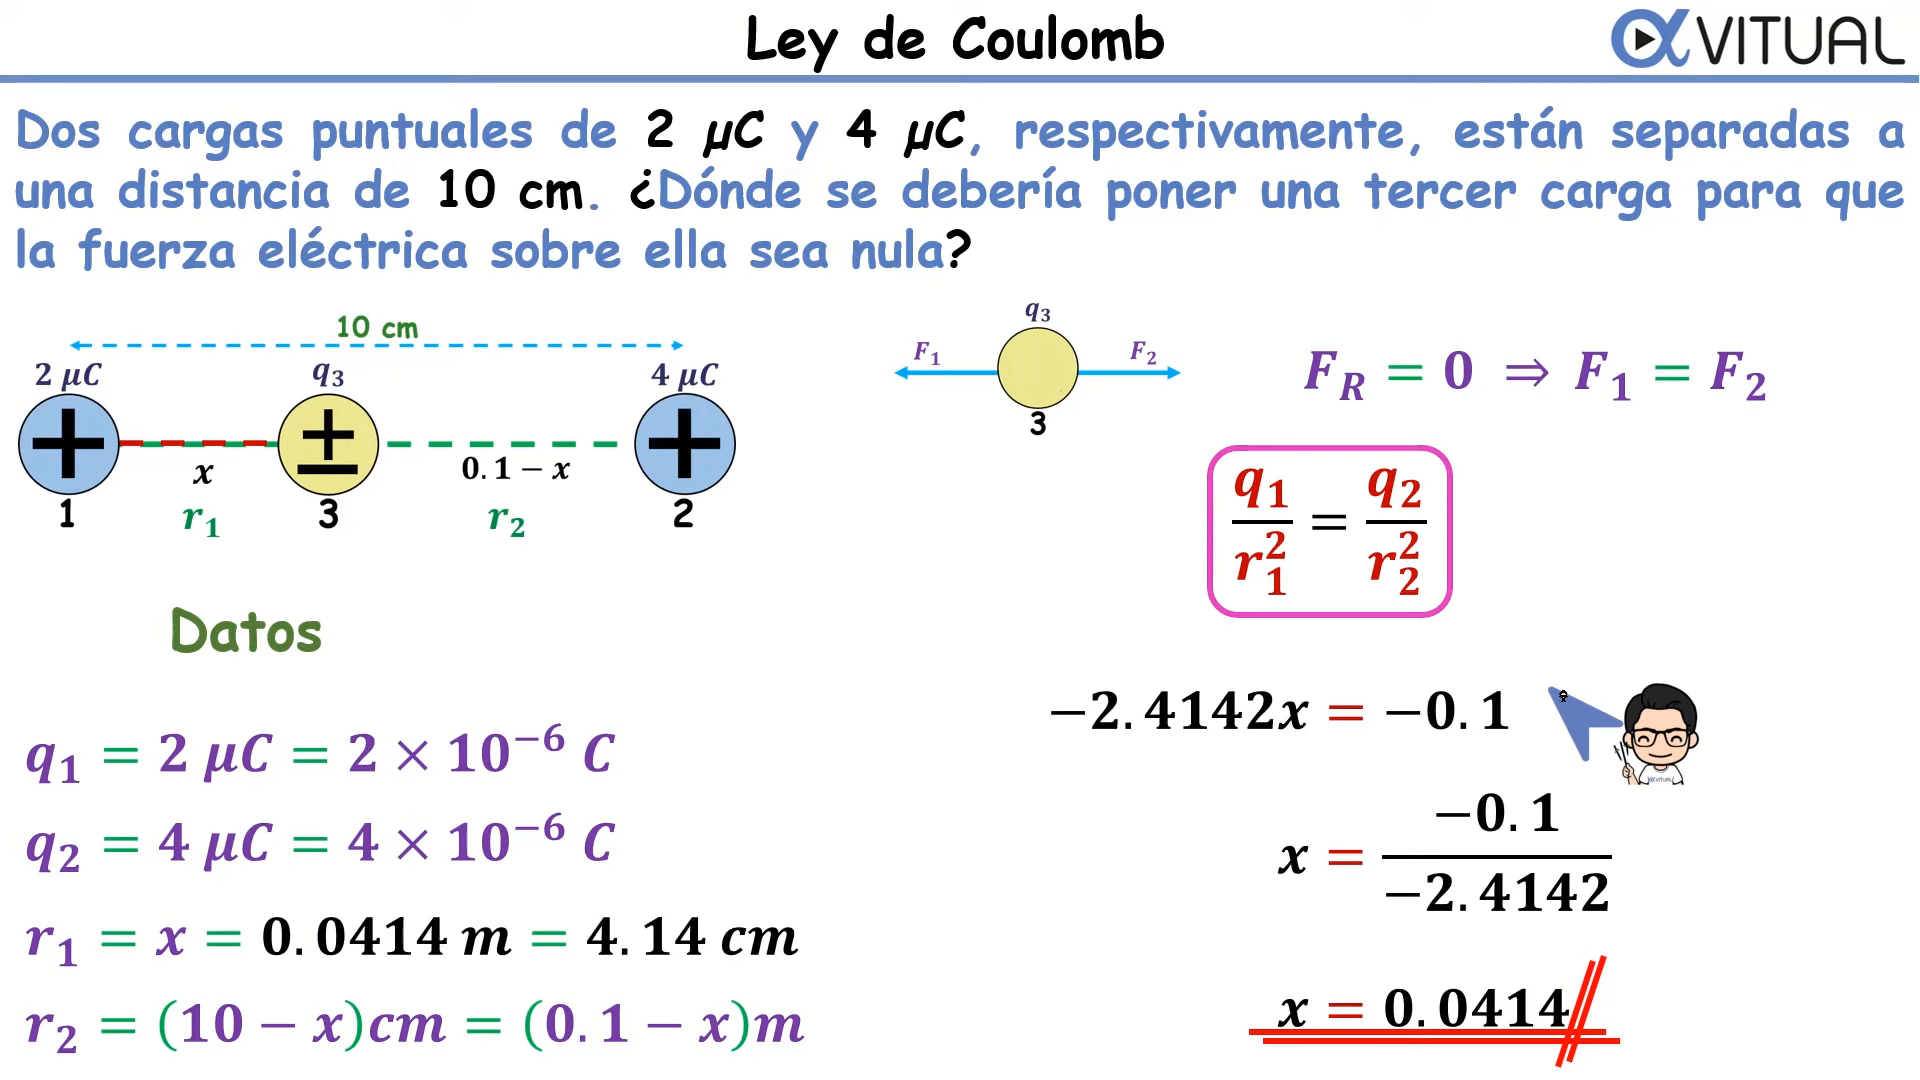 Ley de Coulomb
αVITUAL
Dos cargas puntuales de 2 μC y 4 μC, respectivamente, están separadas a
una distancia de 10 cm. ¿Dónde se debería poner una tercer carga para que
la fuerza eléctrica sobre ella sea nula?
10 cm
2 μC q₃ 4 μC
+ ± +
x 0.1 − x
1 r₁ 3 r₂ 2
q₃
F₁ F₂
3
F_R = 0 ⇒ F₁ = F₂
q₁/r₁² = q₂/r₂²
Datos
q₁ = 2 μC = 2 × 10⁻⁶ C
q₂ = 4 μC = 4 × 10⁻⁶ C
r₁ = x = 0.0414 m = 4.14 cm
r₂ = (10 − x)cm = (0.1 − x)m
−2.4142x = −0.1
αVITUAL
x = −0.1/−2.4142
x = 0.0414